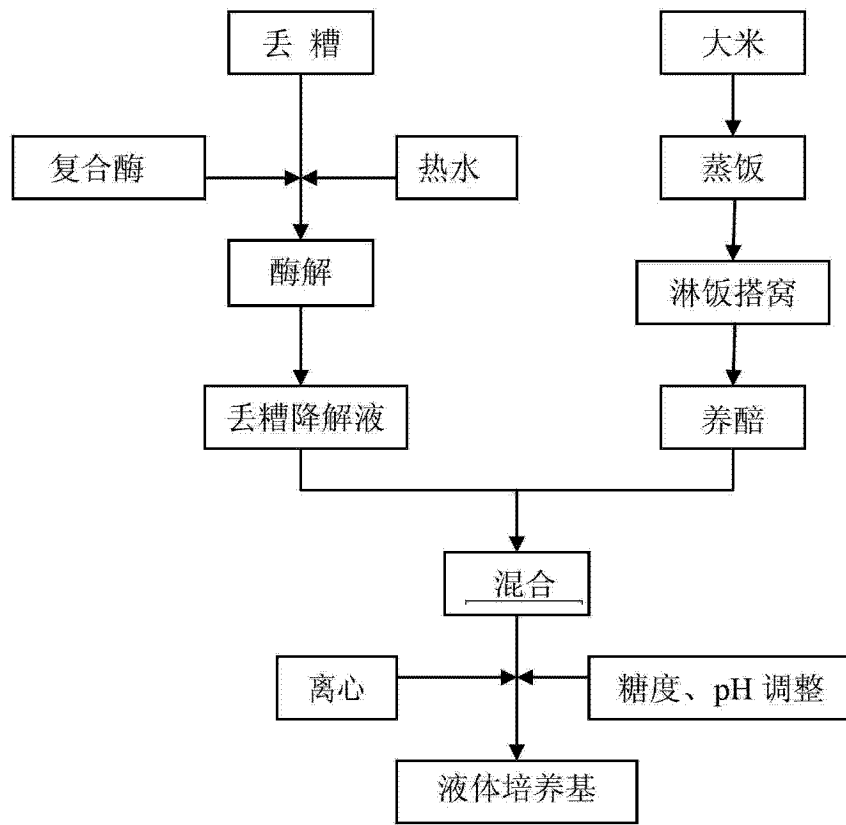 丢 糟
大米
复合酶
热水
蒸饭
酶解
淋饭搭窝
丢糟降解液
养醅
混合
离心
糖度、pH 调整
液体培养基